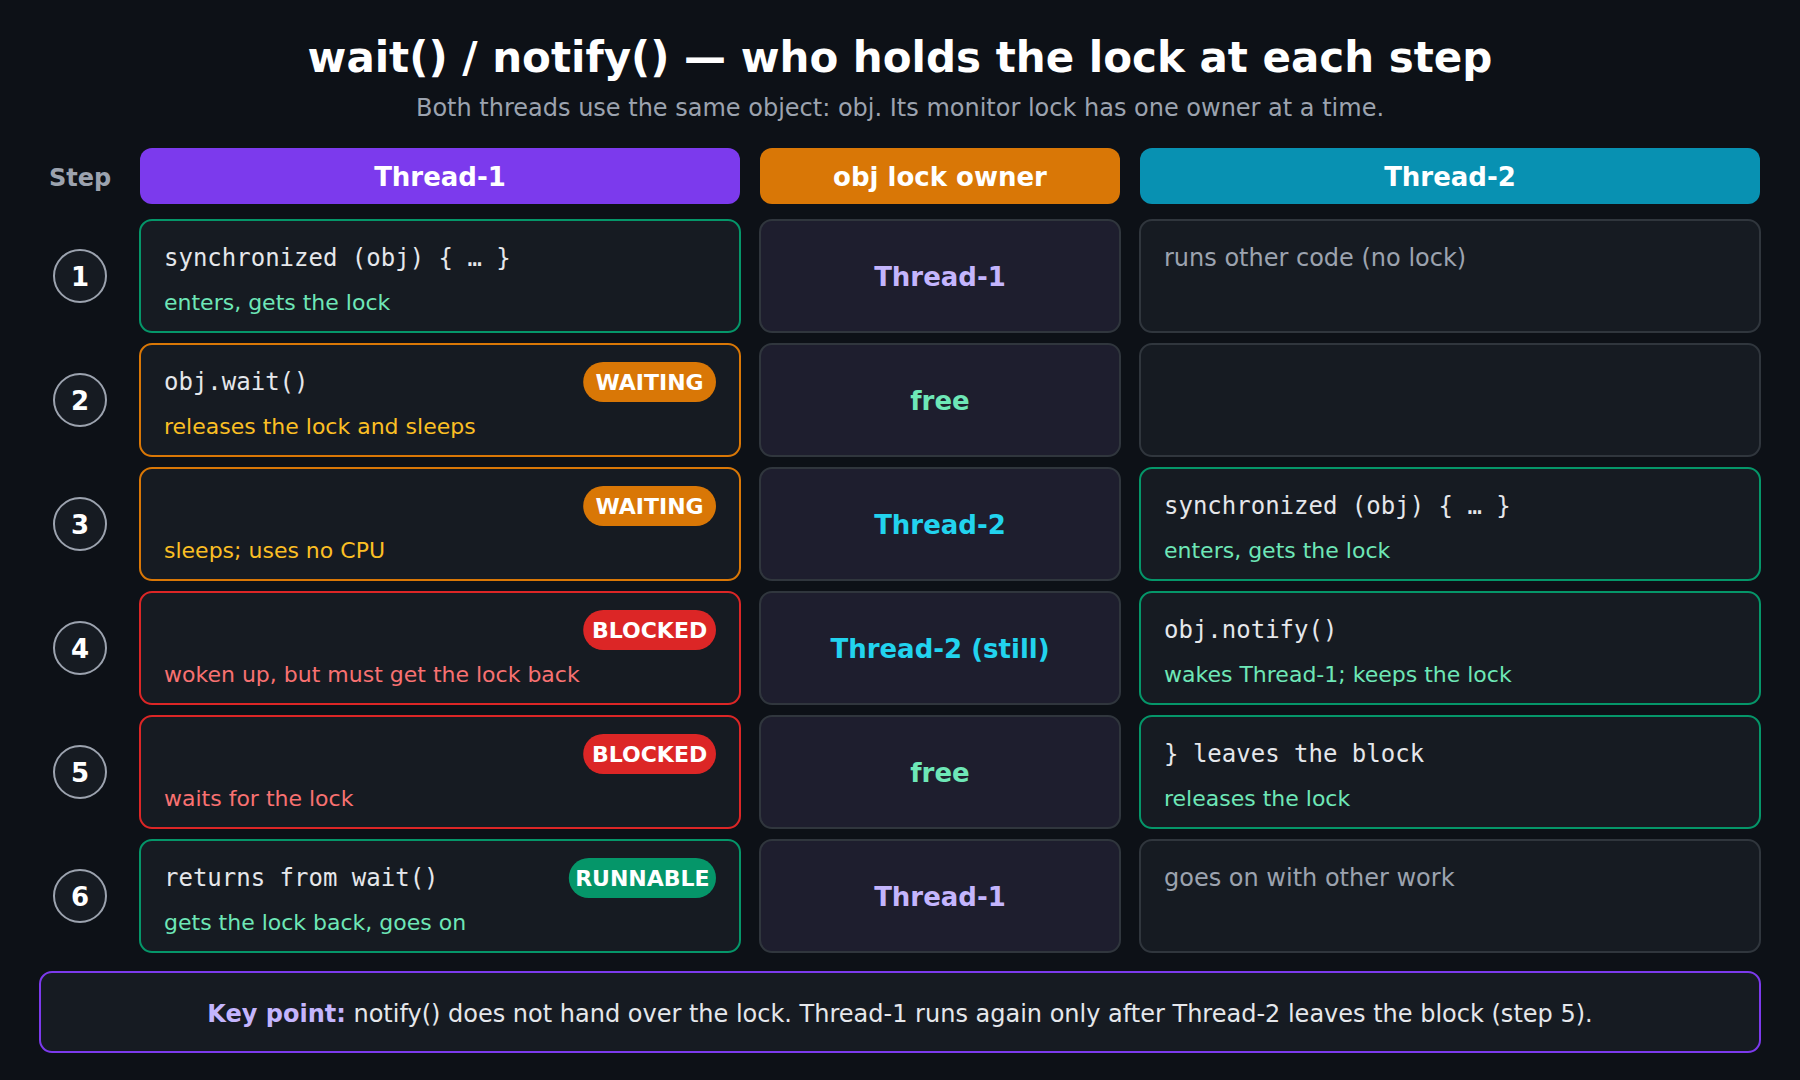 wait() / notify() — who holds the lock at each step
Both threads use the same object: obj. Its monitor lock has one owner at a time.
Step
Thread-1
obj lock owner
Thread-2
1
synchronized (obj) { … }
enters, gets the lock
Thread-1
runs other code (no lock)
2
obj.wait()
WAITING
releases the lock and sleeps
free
3
WAITING
sleeps; uses no CPU
Thread-2
synchronized (obj) { … }
enters, gets the lock
4
BLOCKED
woken up, but must get the lock back
Thread-2 (still)
obj.notify()
wakes Thread-1; keeps the lock
5
BLOCKED
waits for the lock
free
} leaves the block
releases the lock
6
returns from wait()
RUNNABLE
gets the lock back, goes on
Thread-1
goes on with other work
Key point: notify() does not hand over the lock. Thread-1 runs again only after Thread-2 leaves the block (step 5).